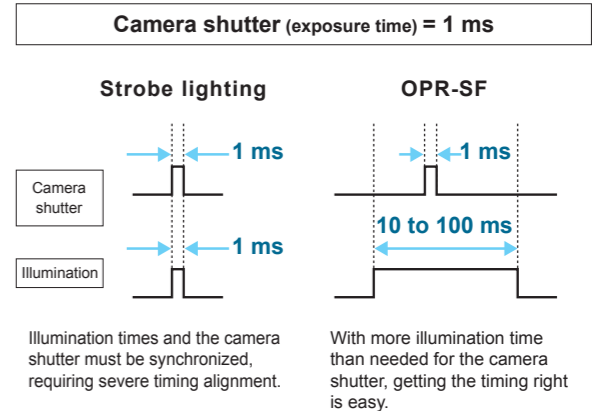 Camera shutter (exposure time) = 1 ms
Strobe lighting
OPR-SF
1 ms
1 ms
Camera
shutter
10 to 100 ms
1 ms
Illumination
Illumination times and the camera
shutter must be synchronized,
requiring severe timing alignment.
With more illumination time
than needed for the camera
shutter, getting the timing right
is easy.